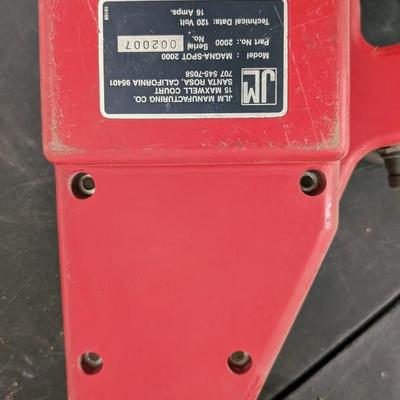 JLM
JLM MANUFACTURING CO.
15 MAXWELL COURT
SANTA ROSA, CALIFORNIA 95401
707 545-7058
Model: MAGNA-SPOT 2000
Part No.: 2000
Serial No. 002007
Technical Data: 120 Volt
16 Amps.